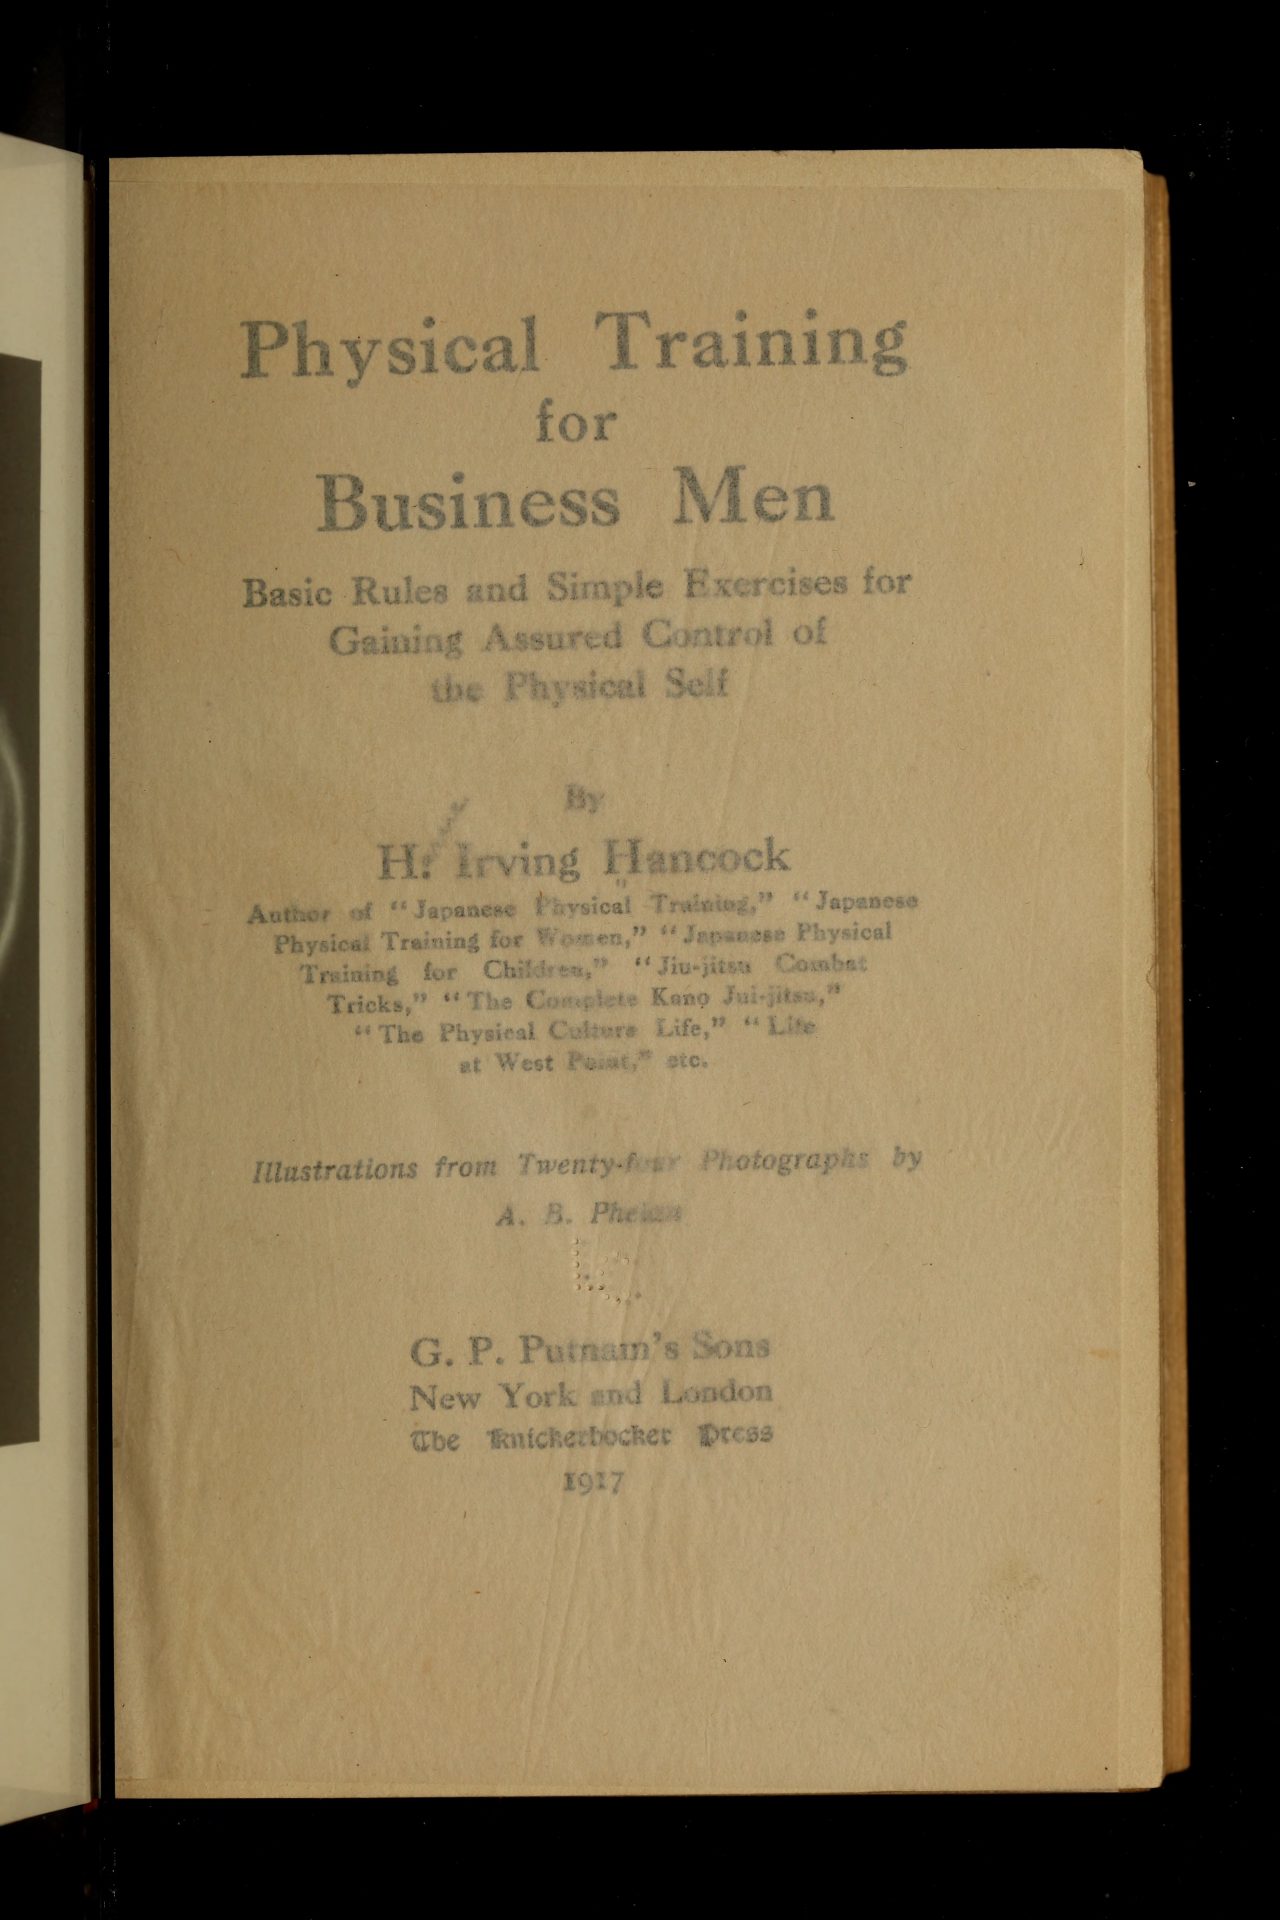 Physical Training
for
Business Men
Basic Rules and Simple Exercises for
Gaining Assured Control of
the Physical Self
By
H. Irving Hancock
Author of "Japanese Physical Training," "Japanese
Physical Training for Women," "Japanese Physical
Training for Children," "Jiu-jitsu Combat
Tricks," "The Complete Kano Jui-jitsu,"
"The Physical Culture Life," "Life
at West Point," etc.
Illustrations from Twenty-four Photographs by
A. B. Phelan
G. P. Putnam's Sons
New York and London
The Knickerbocker Press
1917